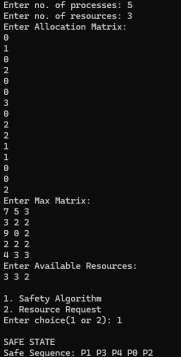 Enter no. of processes: 5
Enter no. of resources: 3
Enter Allocation Matrix:
0
1
0
2
0
0
3
0
2
2
1
1
0
0
2
Enter Max Matrix:
7 5 3
3 2 2
9 0 2
2 2 2
4 3 3
Enter Available Resources:
3 3 2
1. Safety Algorithm
2. Resource Request
Enter choice(1 or 2): 1
SAFE STATE
Safe Sequence: P1 P3 P4 P0 P2